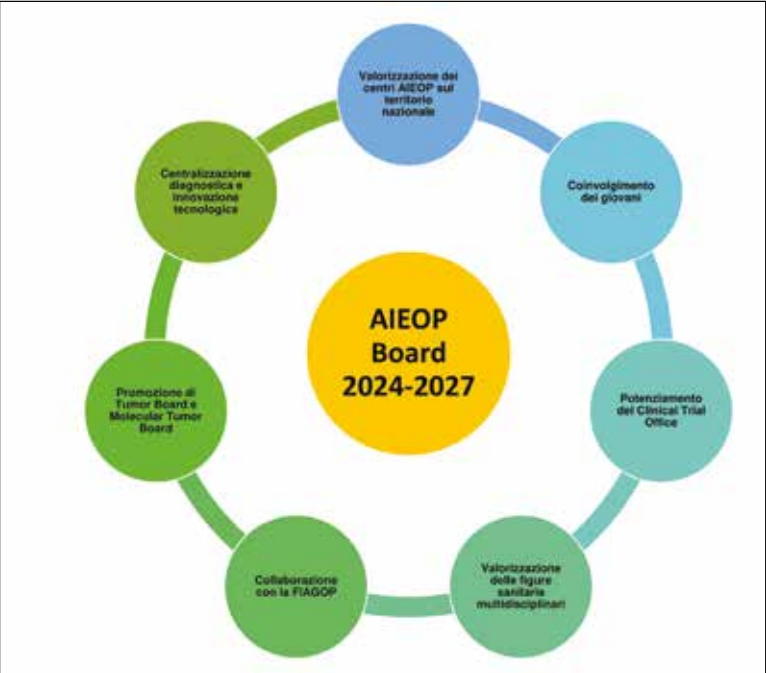 Valorizzazione dei
centri AIEOP sul
territorio
nazionale
Coinvolgimento
dei giovani
Potenziamento
del Clinical Trial
Office
Valorizzazione
delle figure
sanitarie
multidisciplinari
Collaborazione
con la FIAGOP
Promozione di
Tumor Board e
Molecular Tumor
Board
Centralizzazione
diagnostica e
innovazione
tecnologica
AIEOP
Board
2024-2027